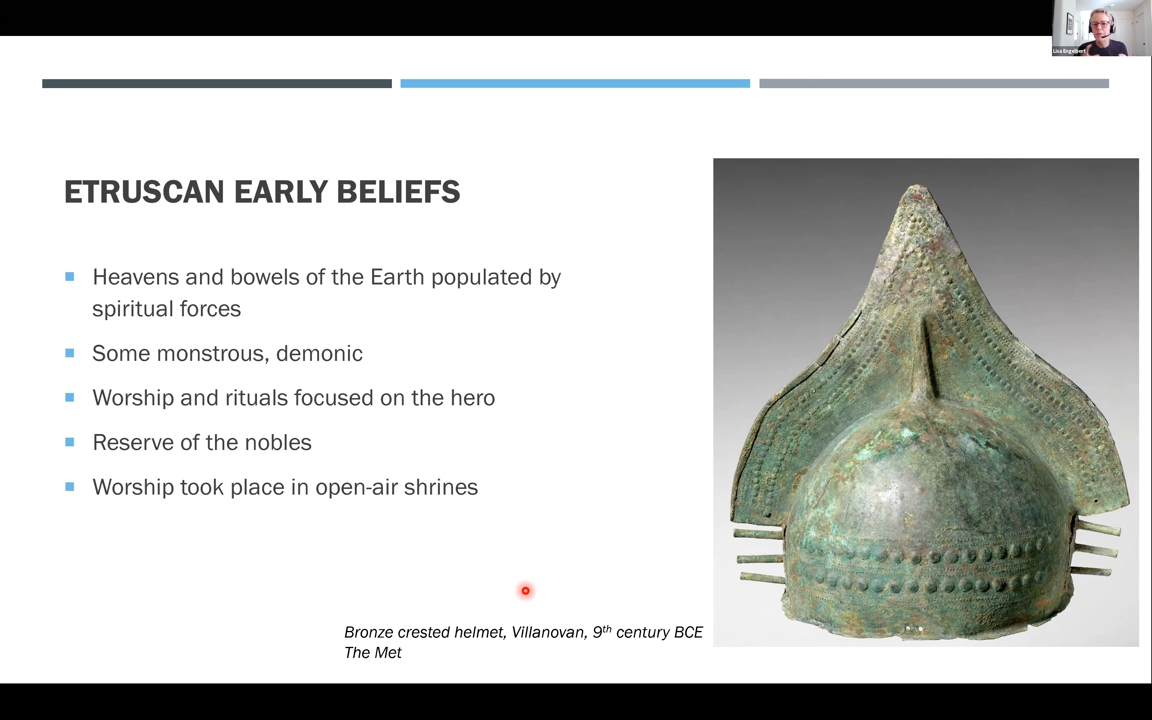 Lisa Engelbert
ETRUSCAN EARLY BELIEFS
Heavens and bowels of the Earth populated by
spiritual forces
Some monstrous, demonic
Worship and rituals focused on the hero
Reserve of the nobles
Worship took place in open-air shrines
Bronze crested helmet, Villanovan, 9th century BCE
The Met